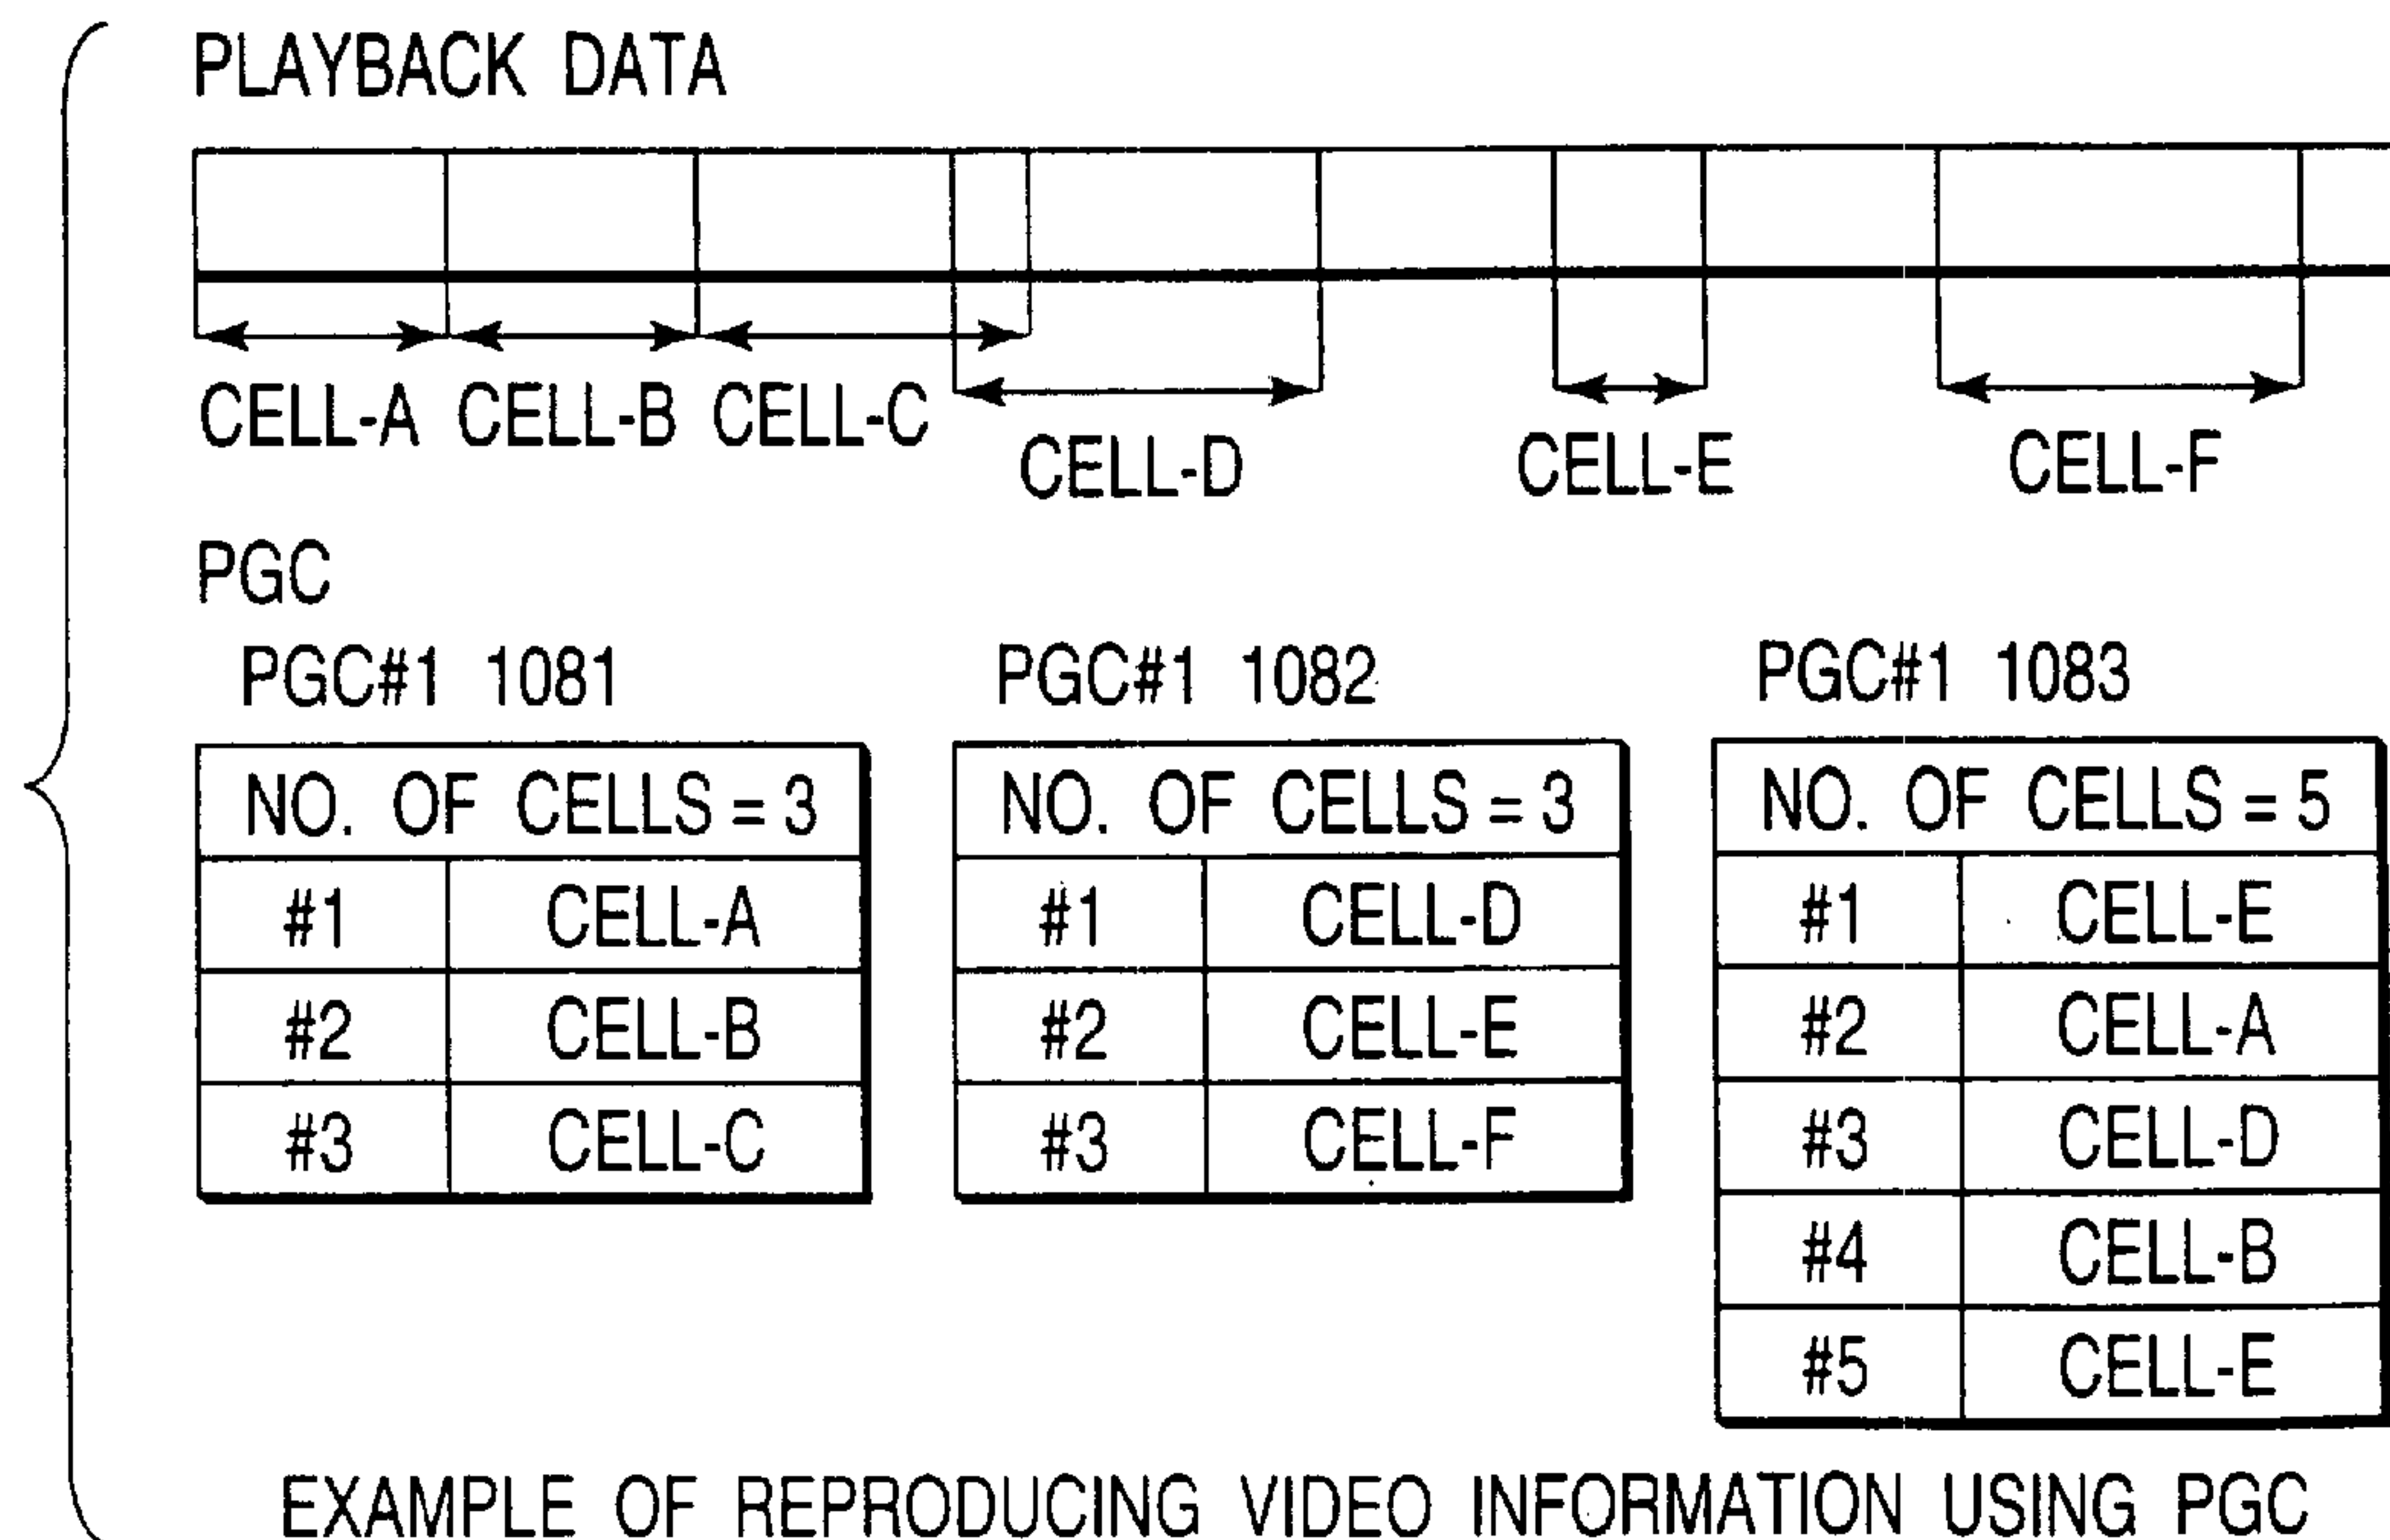 PLAYBACK DATA
CELL-A CELL-B CELL-C
CELL-D CELL-E CELL-F
PGC
PGC#1 1081 PGC#1 1082 PGC#1 1083
NO. OF CELLS = 3 NO. OF CELLS = 3 NO. OF CELLS = 5
#1 CELL-A #1 CELL-D #1 CELL-E
#2 CELL-B #2 CELL-E #2 CELL-A
#3 CELL-C #3 CELL-F #3 CELL-D
#4 CELL-B
#5 CELL-E
EXAMPLE OF REPRODUCING VIDEO INFORMATION USING PGC